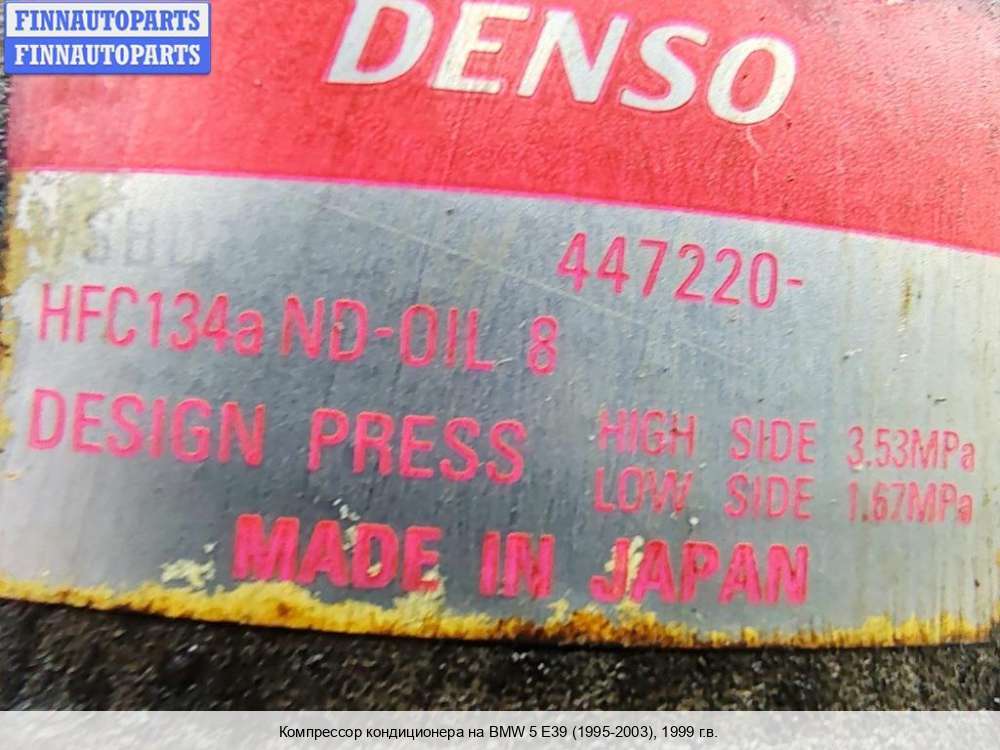 FINNAUTOPARTS
FINNAUTOPARTS
DENSO
447220-
HFC134a ND-OIL 8
DESIGN PRESS HIGH SIDE 3.53MPa
LOW SIDE 1.67MPa
MADE IN JAPAN
Компрессор кондиционера на BMW 5 E39 (1995-2003), 1999 г.в.